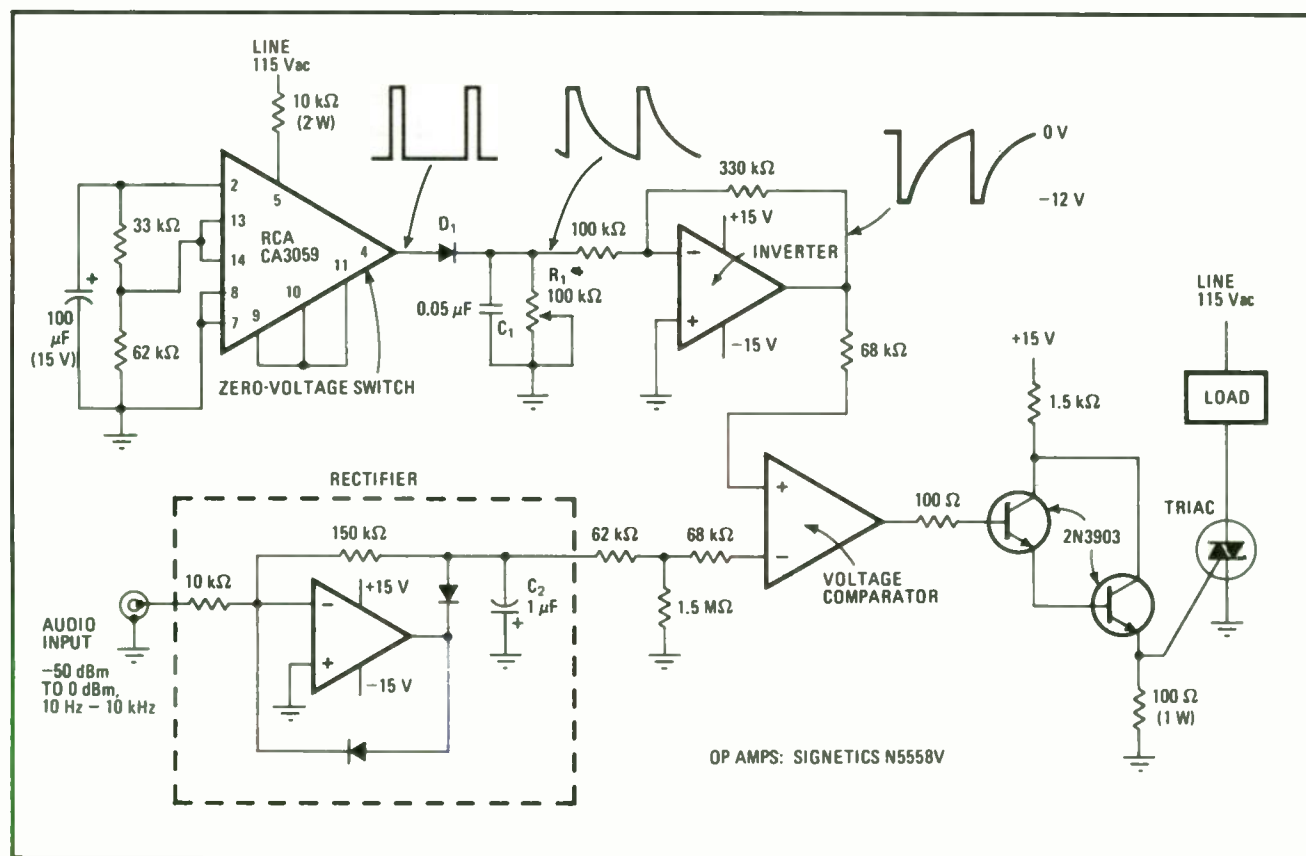 LINE
115 Vac
10 kΩ
(2 W)
0 V
-12 V
330 kΩ
2
5
33 kΩ
13
14
RCA
CA3059
4
11
10
8
7
9
+
100
μF
(15 V)
62 kΩ
ZERO-VOLTAGE SWITCH
D1
0.05 μF
C1
R1
100 kΩ
100 kΩ
+15 V
INVERTER
−
+
−15 V
68 kΩ
LINE
115 Vac
+15 V
1.5 kΩ
LOAD
TRIAC
2N3903
100 Ω
+
−
VOLTAGE
COMPARATOR
100 Ω
(1 W)
RECTIFIER
150 kΩ
10 kΩ
+15 V
−
+
−15 V
C2
1 μF
+
62 kΩ
68 kΩ
1.5 MΩ
AUDIO
INPUT
−50 dBm
TO 0 dBm,
10 Hz – 10 kHz
OP AMPS: SIGNETICS N5558V